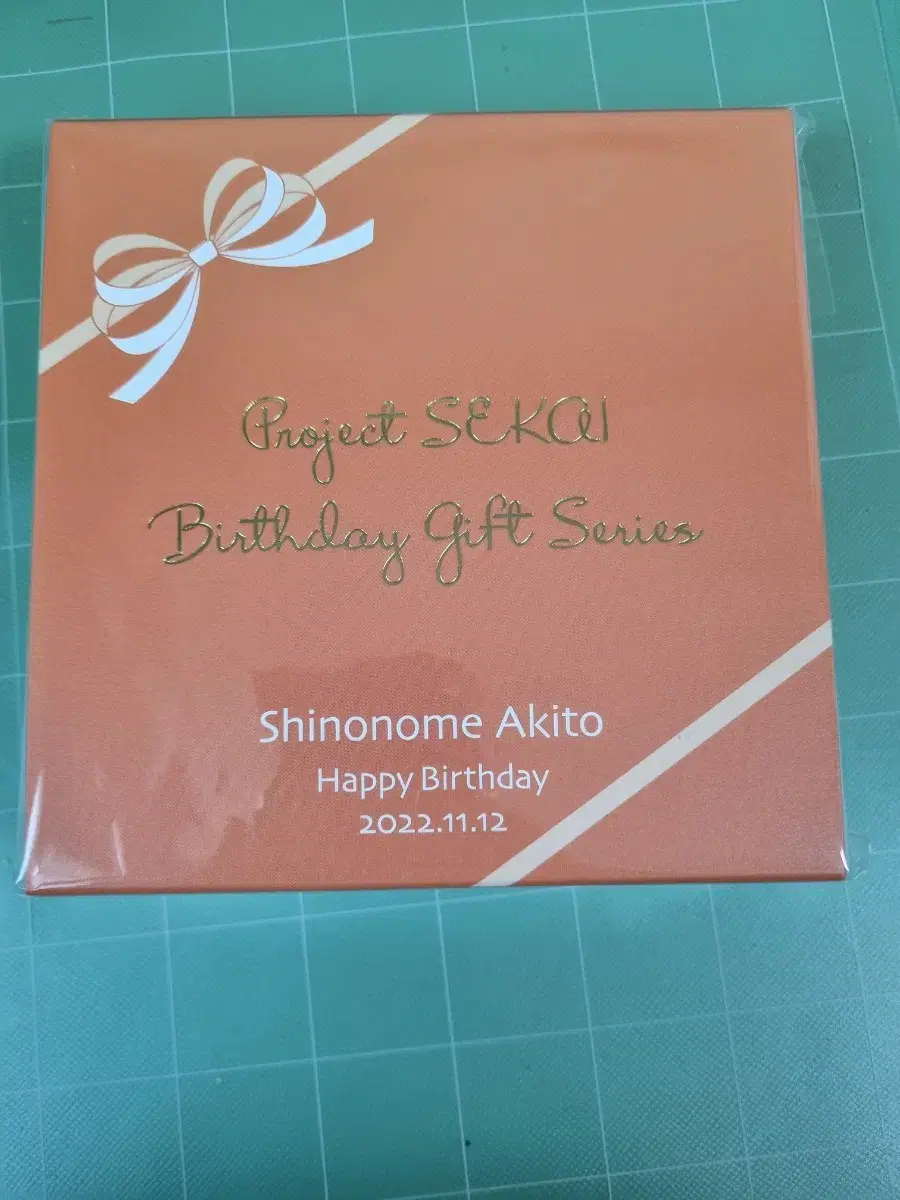 Project SEKAI
Birthday Gift Series
Shinonome Akito
Happy Birthday
2022.11.12